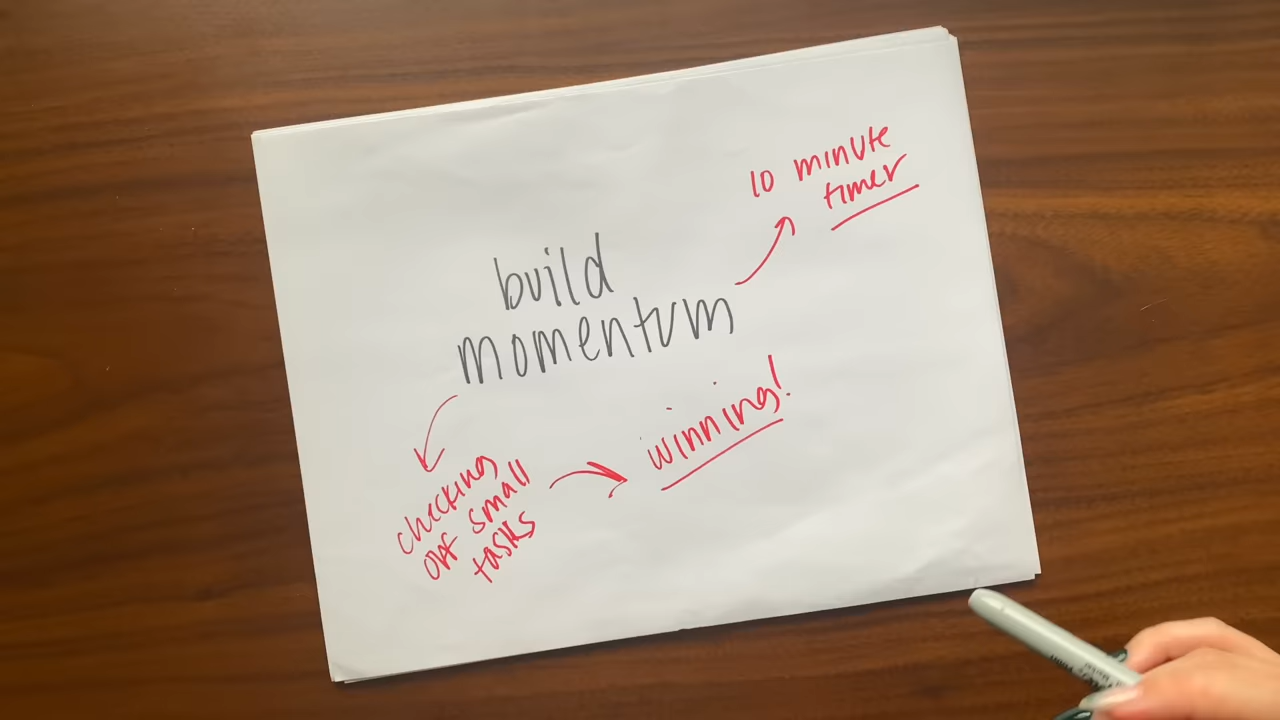 10 minute
timer
build
momentum
winning!
checking
off small
tasks